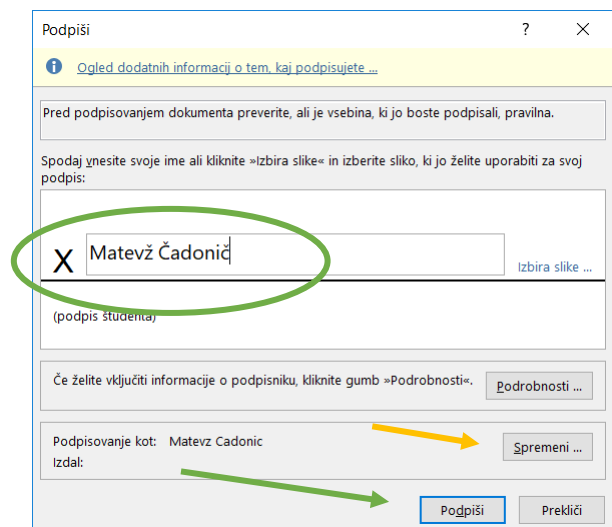 Podpiši ? X
Ogled dodatnih informacij o tem, kaj podpisujete ...
Pred podpisovanjem dokumenta preverite, ali je vsebina, ki jo boste podpisali, pravilna.
Spodaj vnesite svoje ime ali kliknite »Izbira slike« in izberite sliko, ki jo želite uporabiti za svoj
podpis:
X Matevž Čadonič
Izbira slike ...
(podpis študenta)
Če želite vključiti informacije o podpisniku, kliknite gumb »Podrobnosti«. Podrobnosti ...
Podpisovanje kot: Matevz Cadonic Spremeni ...
Izdal:
Podpiši Prekliči